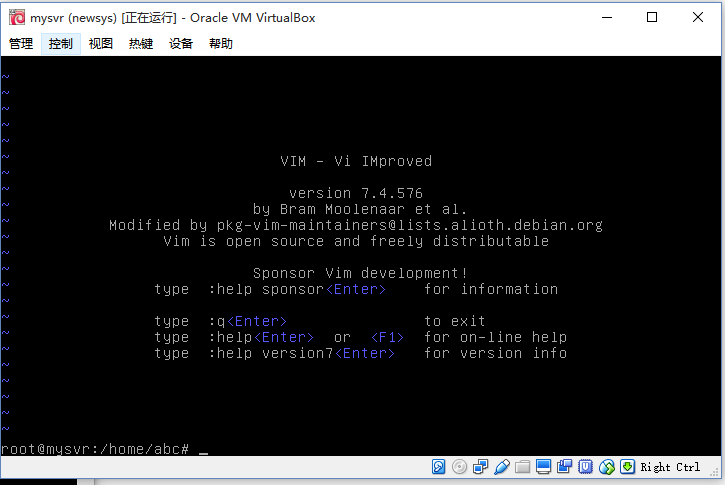 mysvr (newsys) [正在运行] - Oracle VM VirtualBox
管理 控制 视图 热键 设备 帮助
~
~
~
~
~
~
VIM - Vi IMproved
~
~
version 7.4.576
~
by Bram Moolenaar et al.
~
Modified by pkg-vim-maintainers@lists.alioth.debian.org
~
Vim is open source and freely distributable
~
~
Sponsor Vim development!
~
type :help sponsor<Enter> for information
~
~
type :q<Enter> to exit
~
type :help<Enter> or <F1> for on-line help
~
type :help version7<Enter> for version info
~
~
~
~
~
root@mysvr:/home/abc# _
Right Ctrl